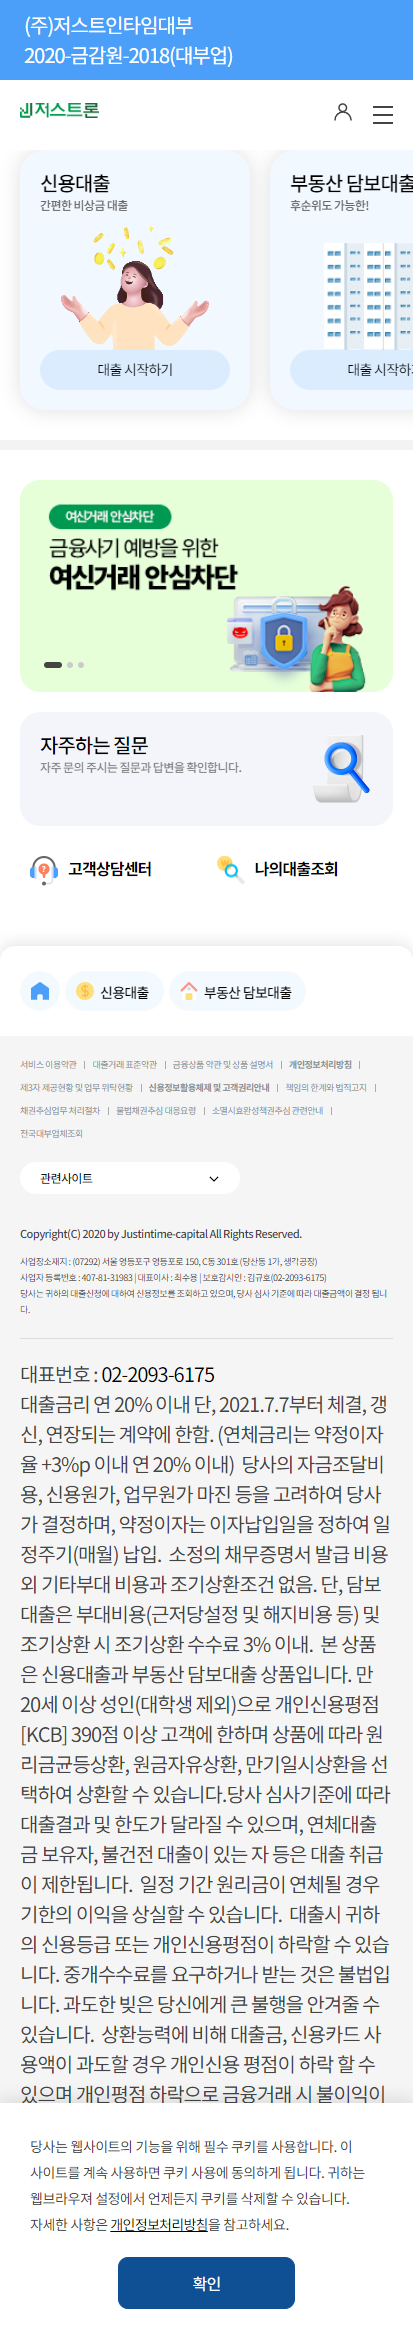 (주)저스트인타임대부
2020-금감원-2018(대부업)
저스트론
신용대출
간편한 비상금 대출
대출 시작하기
부동산 담보대출
후순위도 가능한!
대출 시작하기
여신거래 안심차단
금융사기 예방을 위한
여신거래 안심차단
자주하는 질문
자주 문의 주시는 질문과 답변을 확인합니다.
고객상담센터 나의대출조회
신용대출 부동산 담보대출
서비스 이용약관 | 대출거래 표준약관 | 금융상품 약관 및 상품 설명서 | 개인정보처리방침 |
제3자 제공현황 및 업무 위탁현황 | 신용정보활용체제 및 고객권리안내 | 책임의 한계와 법적고지 |
채권추심업무 처리절차 | 불법채권추심 대응요령 | 소멸시효완성채권추심 관련안내 |
전국대부업체조회
관련사이트
Copyright(C) 2020 by Justintime-capital All Rights Reserved.
사업장소재지 : (07292) 서울 영등포구 영등포로 150, C동 301호 (당산동 1가, 생각공장)
사업자 등록번호 : 407-81-31983 | 대표이사 : 최수용 | 보호감시인 : 김규호(02-2093-6175)
당사는 귀하의 대출신청에 대하여 신용정보를 조회하고 있으며, 당사 심사 기준에 따라 대출금액이 결정 됩니
다.
대표번호 : 02-2093-6175
대출금리 연 20% 이내 단, 2021.7.7부터 체결, 갱
신, 연장되는 계약에 한함. (연체금리는 약정이자
율 +3%p 이내 연 20% 이내) 당사의 자금조달비
용, 신용원가, 업무원가 마진 등을 고려하여 당사
가 결정하며, 약정이자는 이자납입일을 정하여 일
정주기(매월) 납입. 소정의 채무증명서 발급 비용
외 기타부대 비용과 조기상환조건 없음. 단, 담보
대출은 부대비용(근저당설정 및 해지비용 등) 및
조기상환 시 조기상환 수수료 3% 이내. 본 상품
은 신용대출과 부동산 담보대출 상품입니다. 만
20세 이상 성인(대학생 제외)으로 개인신용평점
[KCB] 390점 이상 고객에 한하며 상품에 따라 원
리금균등상환, 원금자유상환, 만기일시상환을 선
택하여 상환할 수 있습니다.당사 심사기준에 따라
대출결과 및 한도가 달라질 수 있으며, 연체대출
금 보유자, 불건전 대출이 있는 자 등은 대출 취급
이 제한됩니다. 일정 기간 원리금이 연체될 경우
기한의 이익을 상실할 수 있습니다. 대출시 귀하
의 신용등급 또는 개인신용평점이 하락할 수 있습
니다. 중개수수료를 요구하거나 받는 것은 불법입
니다. 과도한 빚은 당신에게 큰 불행을 안겨줄 수
있습니다. 상환능력에 비해 대출금, 신용카드 사
용액이 과도할 경우 개인신용 평점이 하락 할 수
있으며 개인평점 하락으로 금융거래 시 불이익이
당사는 웹사이트의 기능을 위해 필수 쿠키를 사용합니다. 이
사이트를 계속 사용하면 쿠키 사용에 동의하게 됩니다. 귀하는
웹브라우져 설정에서 언제든지 쿠키를 삭제할 수 있습니다.
자세한 사항은 개인정보처리방침을 참고하세요.
확인